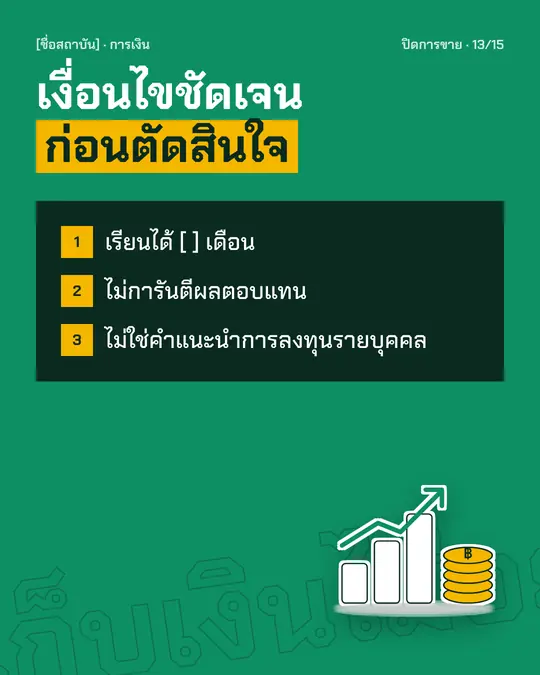 [ชื่อสถาบัน] · การเงิน
ปิดการขาย · 13/15
เงื่อนไขชัดเจน
ก่อนตัดสินใจ
1 เรียนได้ [ ] เดือน
2 ไม่การันตีผลตอบแทน
3 ไม่ใช่คำแนะนำการลงทุนรายบุคคล
฿